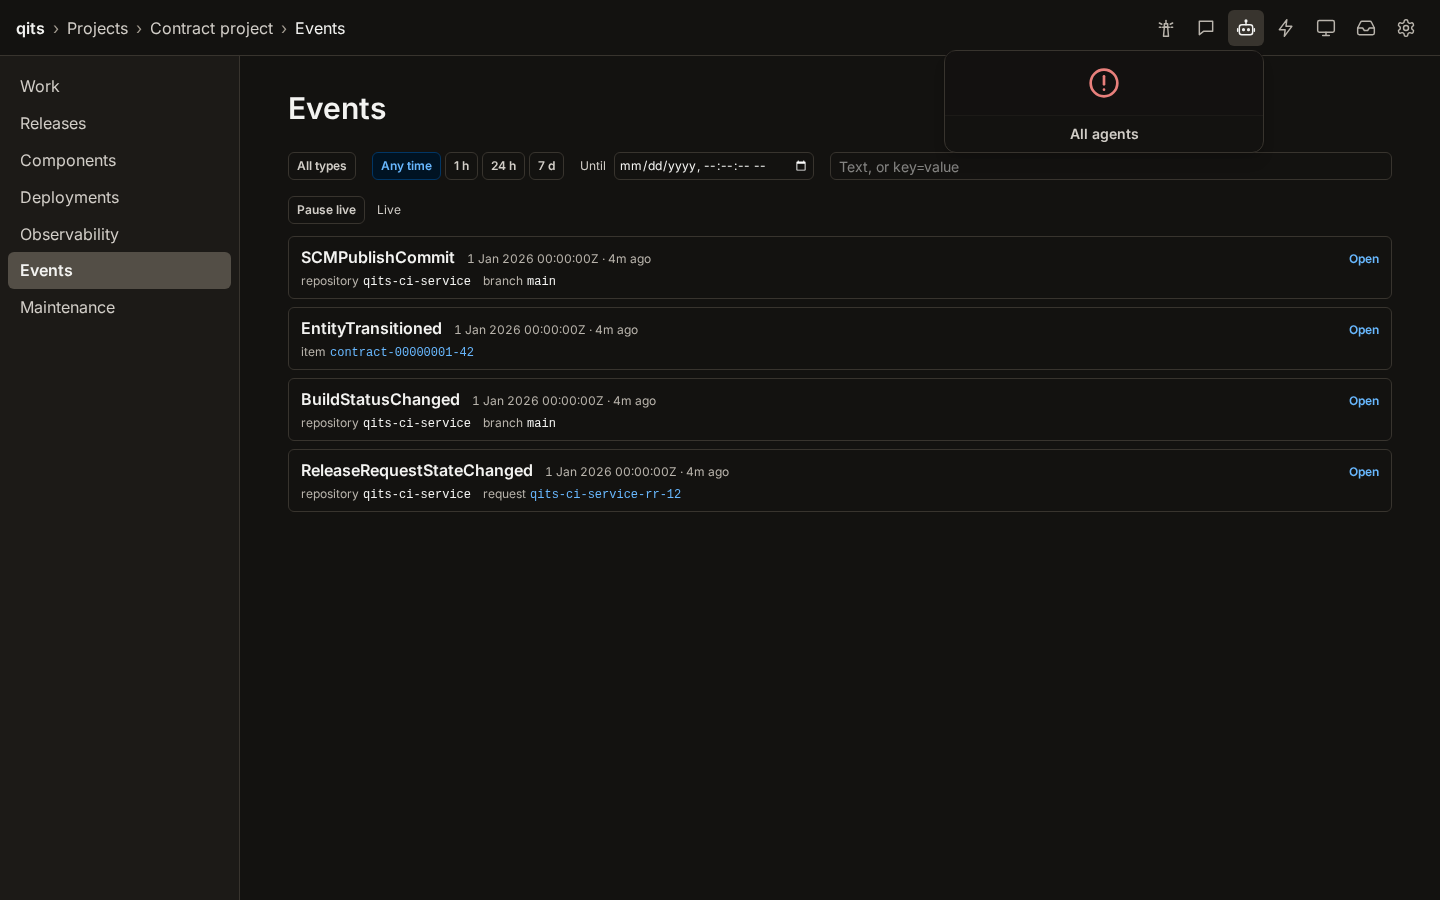 qits › Projects › Contract project › Events
All agents
Work
Releases
Components
Deployments
Observability
Events
Maintenance
Events
All types Any time 1 h 24 h 7 d Until mm/dd/yyyy, --:--:-- -- Text, or key=value
Pause live Live
SCMPublishCommit 1 Jan 2026 00:00:00Z · 4m ago Open
repository qits-ci-service branch main
EntityTransitioned 1 Jan 2026 00:00:00Z · 4m ago Open
item contract-00000001-42
BuildStatusChanged 1 Jan 2026 00:00:00Z · 4m ago Open
repository qits-ci-service branch main
ReleaseRequestStateChanged 1 Jan 2026 00:00:00Z · 4m ago Open
repository qits-ci-service request qits-ci-service-rr-12